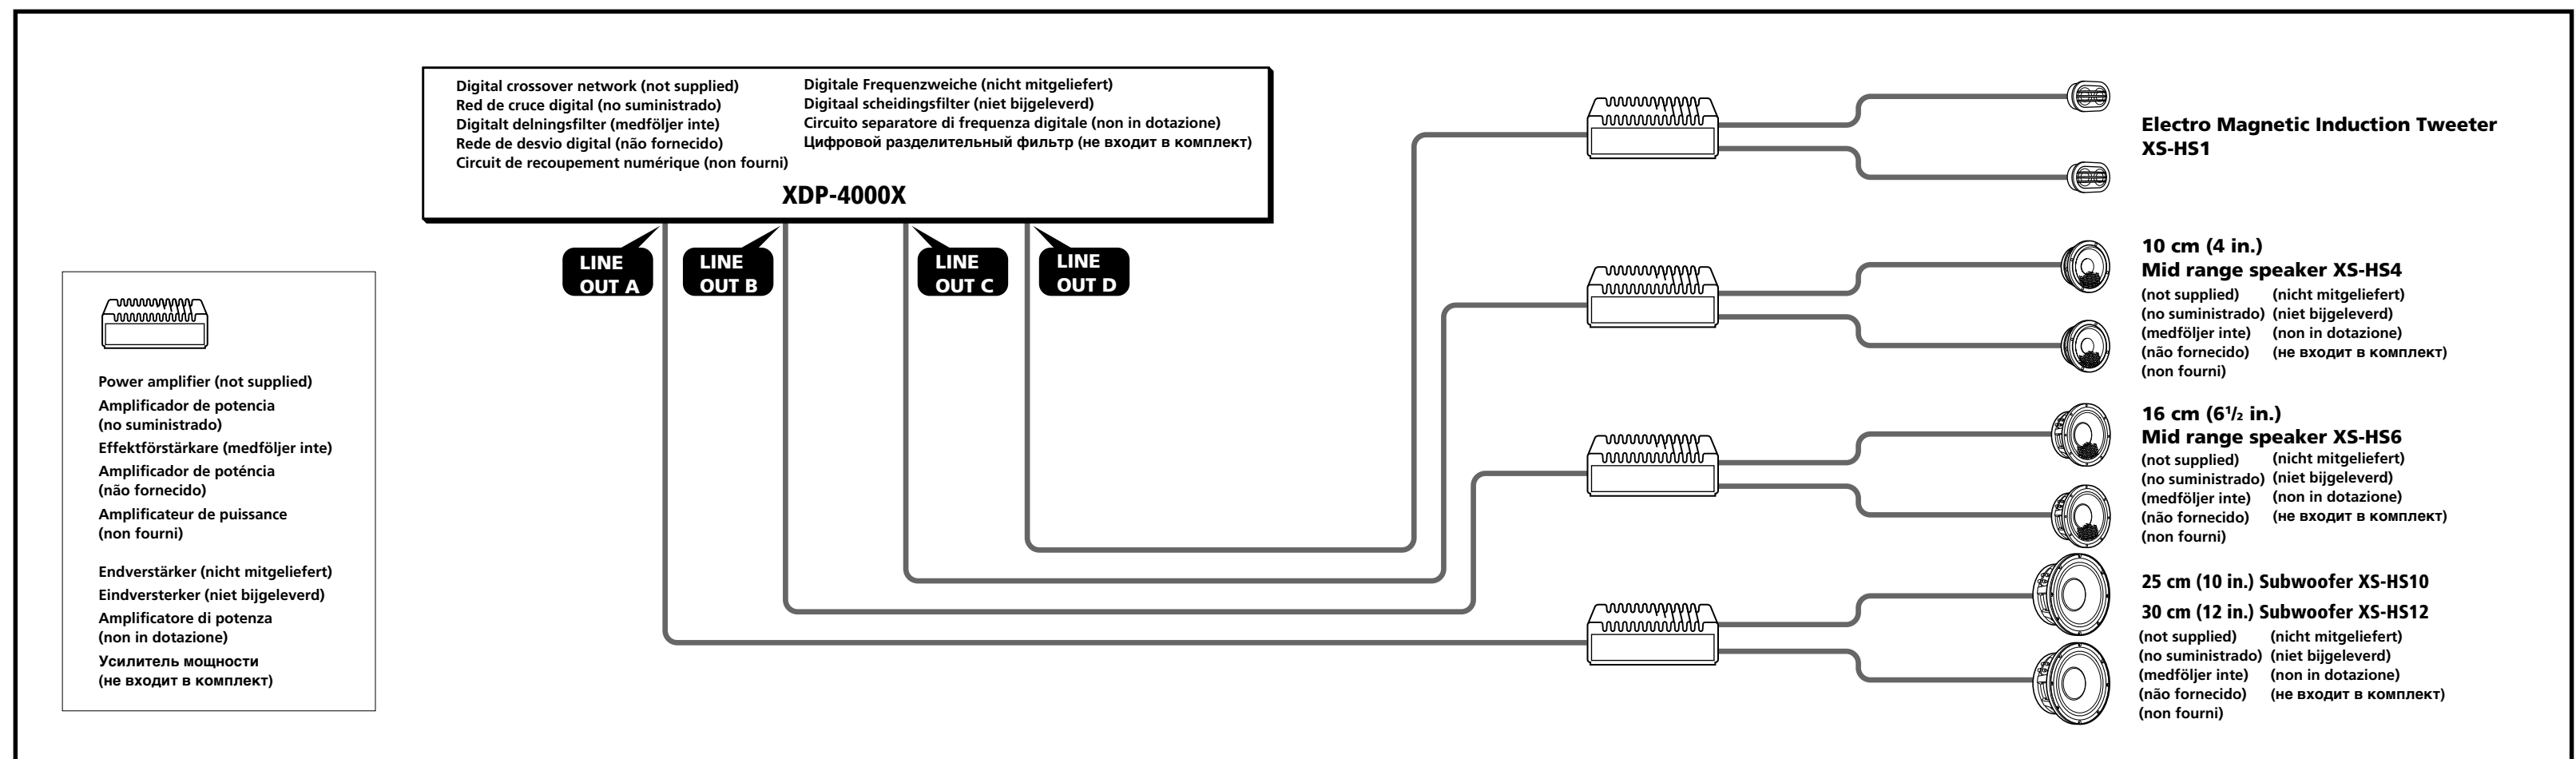 Digital crossover network (not supplied)
Red de cruce digital (no suministrado)
Digitalt delningsfilter (medföljer inte)
Rede de desvio digital (não fornecido)
Circuit de recoupement numérique (non fourni)
Digitale Frequenzweiche (nicht mitgeliefert)
Digitaal scheidingsfilter (niet bijgeleverd)
Circuito separatore di frequenza digitale (non in dotazione)
Цифровой разделительный фильтр (не входит в комплект)
XDP-4000X
LINE
OUT A
LINE
OUT B
LINE
OUT C
LINE
OUT D
Power amplifier (not supplied)
Amplificador de potencia
(no suministrado)
Effektförstärkare (medföljer inte)
Amplificador de poténcia
(não fornecido)
Amplificateur de puissance
(non fourni)
Endverstärker (nicht mitgeliefert)
Eindversterker (niet bijgeleverd)
Amplificatore di potenza
(non in dotazione)
Усилитель мощности
(не входит в комплект)
Electro Magnetic Induction Tweeter
XS-HS1
10 cm (4 in.)
Mid range speaker XS-HS4
(not supplied) (nicht mitgeliefert)
(no suministrado) (niet bijgeleverd)
(medföljer inte) (non in dotazione)
(não fornecido) (не входит в комплект)
(non fourni)
16 cm (6¹/₂ in.)
Mid range speaker XS-HS6
(not supplied) (nicht mitgeliefert)
(no suministrado) (niet bijgeleverd)
(medföljer inte) (non in dotazione)
(não fornecido) (не входит в комплект)
(non fourni)
25 cm (10 in.) Subwoofer XS-HS10
30 cm (12 in.) Subwoofer XS-HS12
(not supplied) (nicht mitgeliefert)
(no suministrado) (niet bijgeleverd)
(medföljer inte) (non in dotazione)
(não fornecido) (не входит в комплект)
(non fourni)